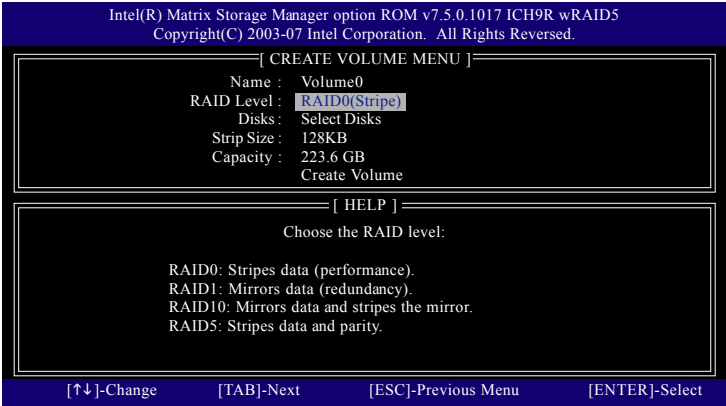 Intel(R) Matrix Storage Manager option ROM v7.5.0.1017 ICH9R wRAID5
Copyright(C) 2003-07 Intel Corporation.  All Rights Reversed.
[ CREATE VOLUME MENU ]
Name : Volume0
RAID Level : RAID0(Stripe)
Disks : Select Disks
Strip Size : 128KB
Capacity : 223.6 GB
Create Volume
[ HELP ]
Choose the RAID level:
RAID0: Stripes data (performance).
RAID1: Mirrors data (redundancy).
RAID10: Mirrors data and stripes the mirror.
RAID5: Stripes data and parity.
[↑↓]-Change [TAB]-Next [ESC]-Previous Menu [ENTER]-Select